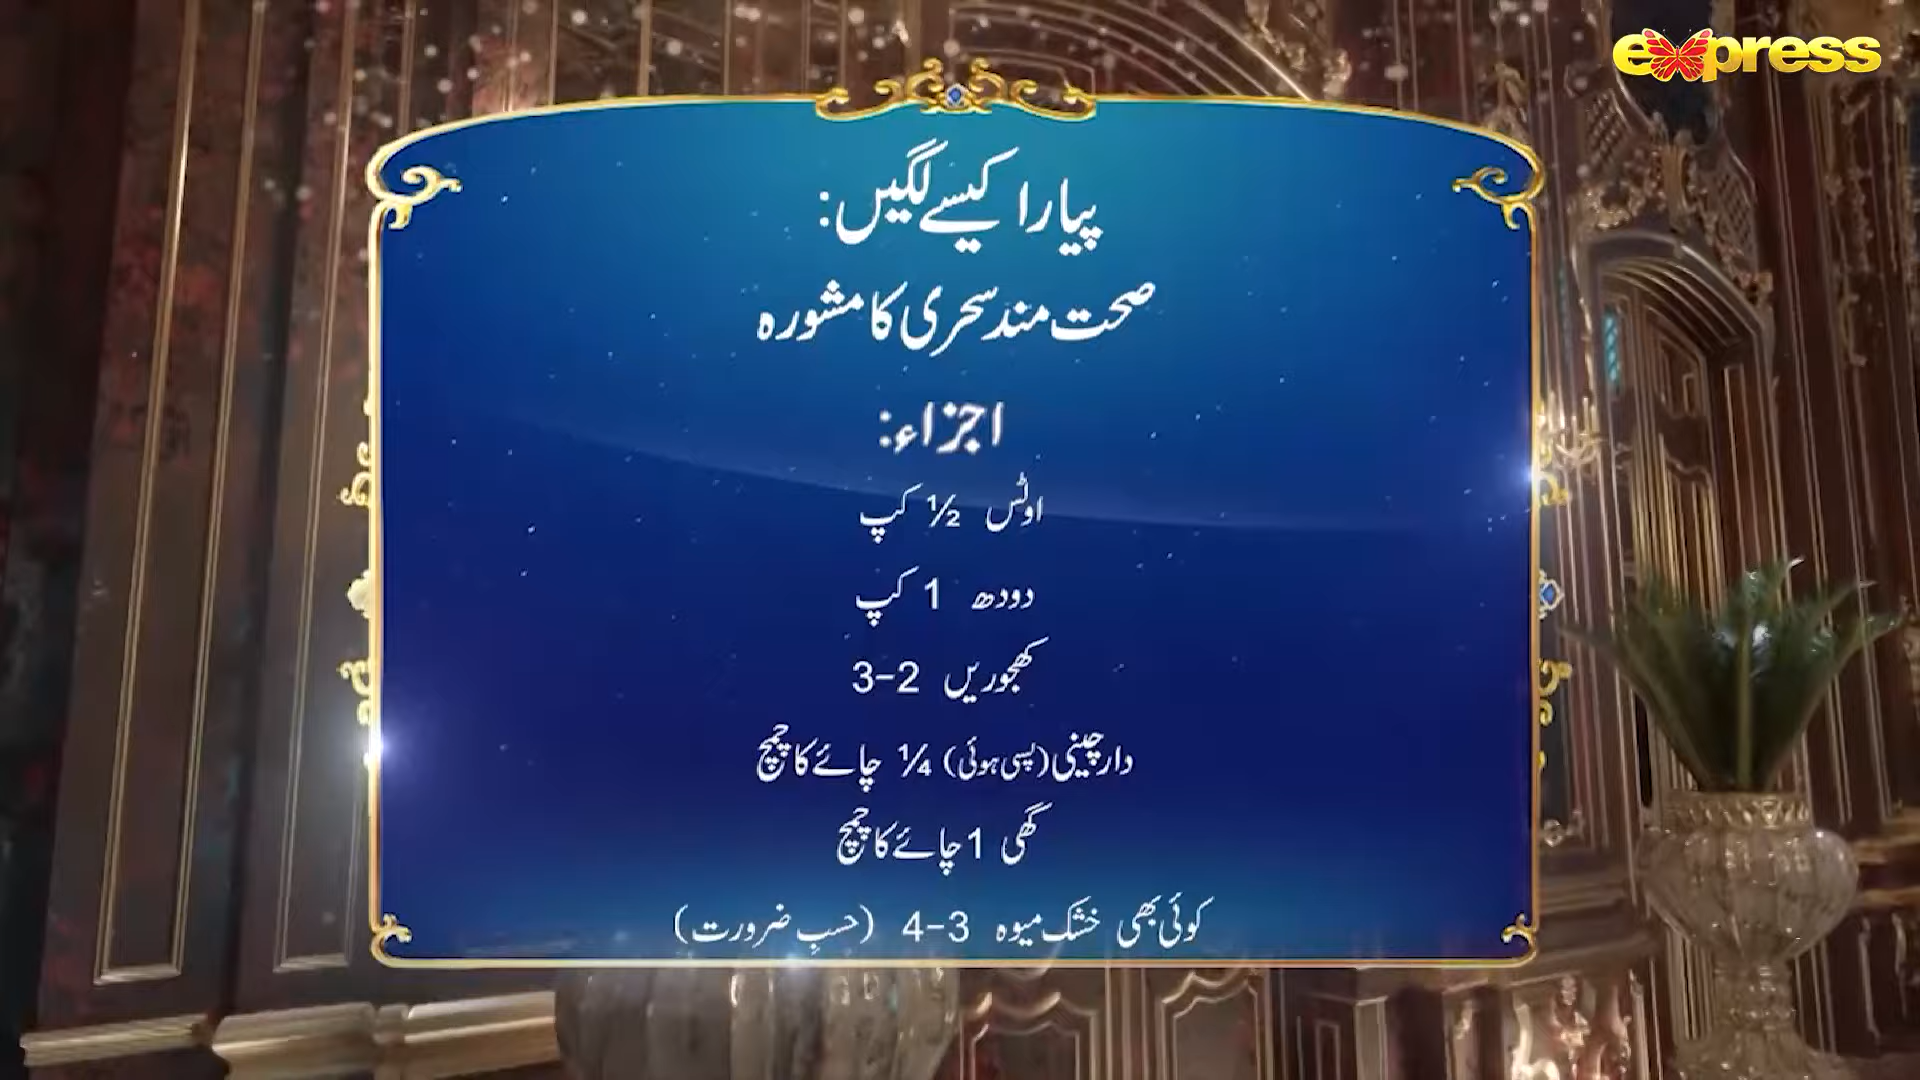 express
پیارا کیسے لگیں:
صحت مند سحری کا مشورہ
اجزاء:
اوٹس ½ کپ
دودھ 1 کپ
کھجوریں 2-3
دارچینی (پسی ہوئی) ¼ چائے کا چمچ
گھی 1 چائے کا چمچ
کوئی بھی خشک میوہ 3-4 (حسبِ ضرورت)